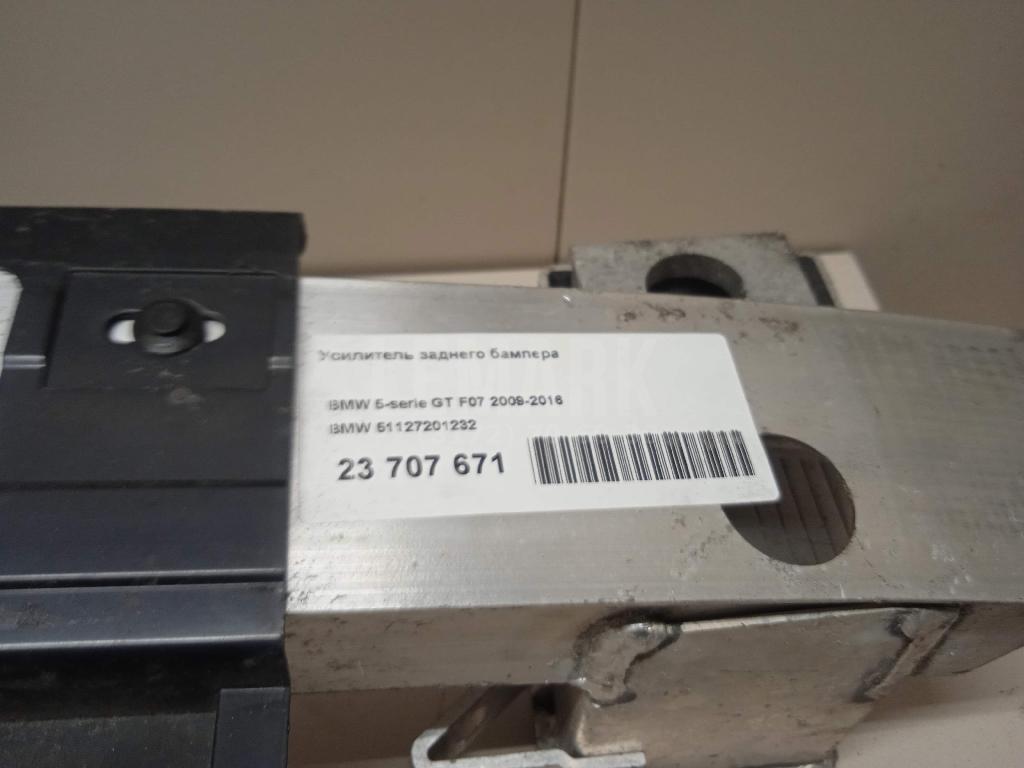 Усилитель заднего бампера
BMW 5-serie GT F07 2009-2016
BMW 51127201232
23 707 671